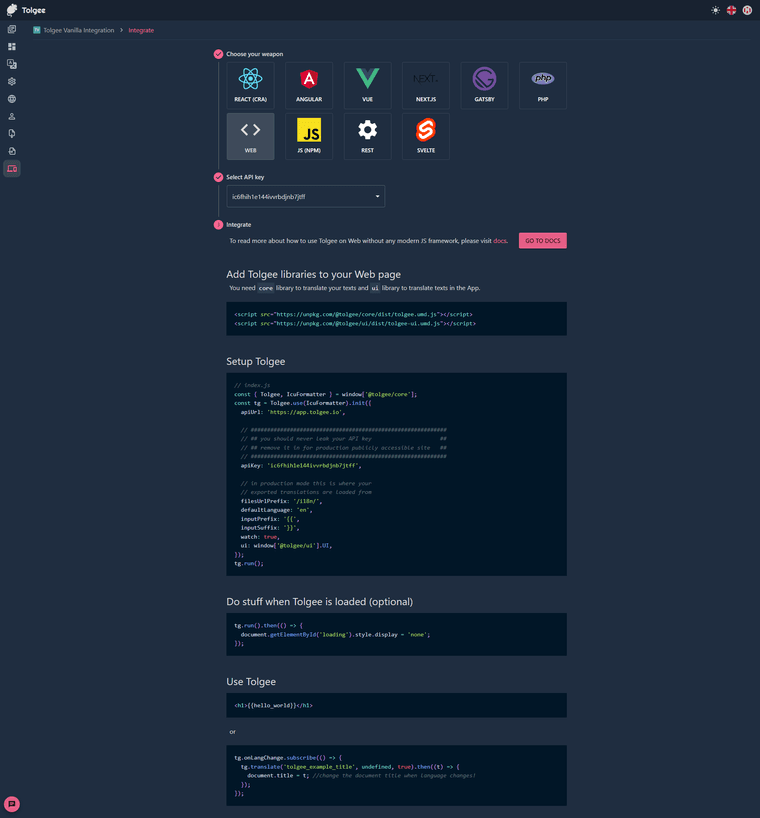 Tolgee
Tolgee Vanilla Integration > Integrate
Choose your weapon
REACT (CRA)
ANGULAR
VUE
NEXT.JS
GATSBY
php
PHP
WEB
JS
JS (NPM)
REST
SVELTE
Select API key
ic6fhih1e144ivvrbdjnb7jtff
Integrate
To read more about how to use Tolgee on Web without any modern JS framework, please visit docs.
GO TO DOCS
Add Tolgee libraries to your Web page
You need core library to translate your texts and ui library to translate texts in the App.
<script src="https://unpkg.com/@tolgee/core/dist/tolgee.umd.js"></script>
<script src="https://unpkg.com/@tolgee/ui/dist/tolgee-ui.umd.js"></script>
Setup Tolgee
// index.js
const { Tolgee, IcuFormatter } = window['@tolgee/core'];
const tg = Tolgee.use(IcuFormatter).init({
apiUrl: 'https://app.tolgee.io',
// ############################################################
// ## you should never leak your API key ##
// ## remove it in for production publicly accessible site ##
// ############################################################
apiKey: 'ic6fhih1e144ivvrbdjnb7jtff',
// in production mode this is where your
// exported translations are loaded from
filesUrlPrefix: '/i18n/',
defaultLanguage: 'en',
inputPrefix: '{{',
inputSuffix: '}}',
watch: true,
ui: window['@tolgee/ui'].UI,
});
tg.run();
Do stuff when Tolgee is loaded (optional)
tg.run().then(() => {
document.getElementById('loading').style.display = 'none';
});
Use Tolgee
<h1>{{hello_world}}</h1>
or
tg.onLangChange.subscribe(() => {
tg.translate('tolgee_example_title', undefined, true).then((t) => {
document.title = t; //change the document title when language changes!
});
});